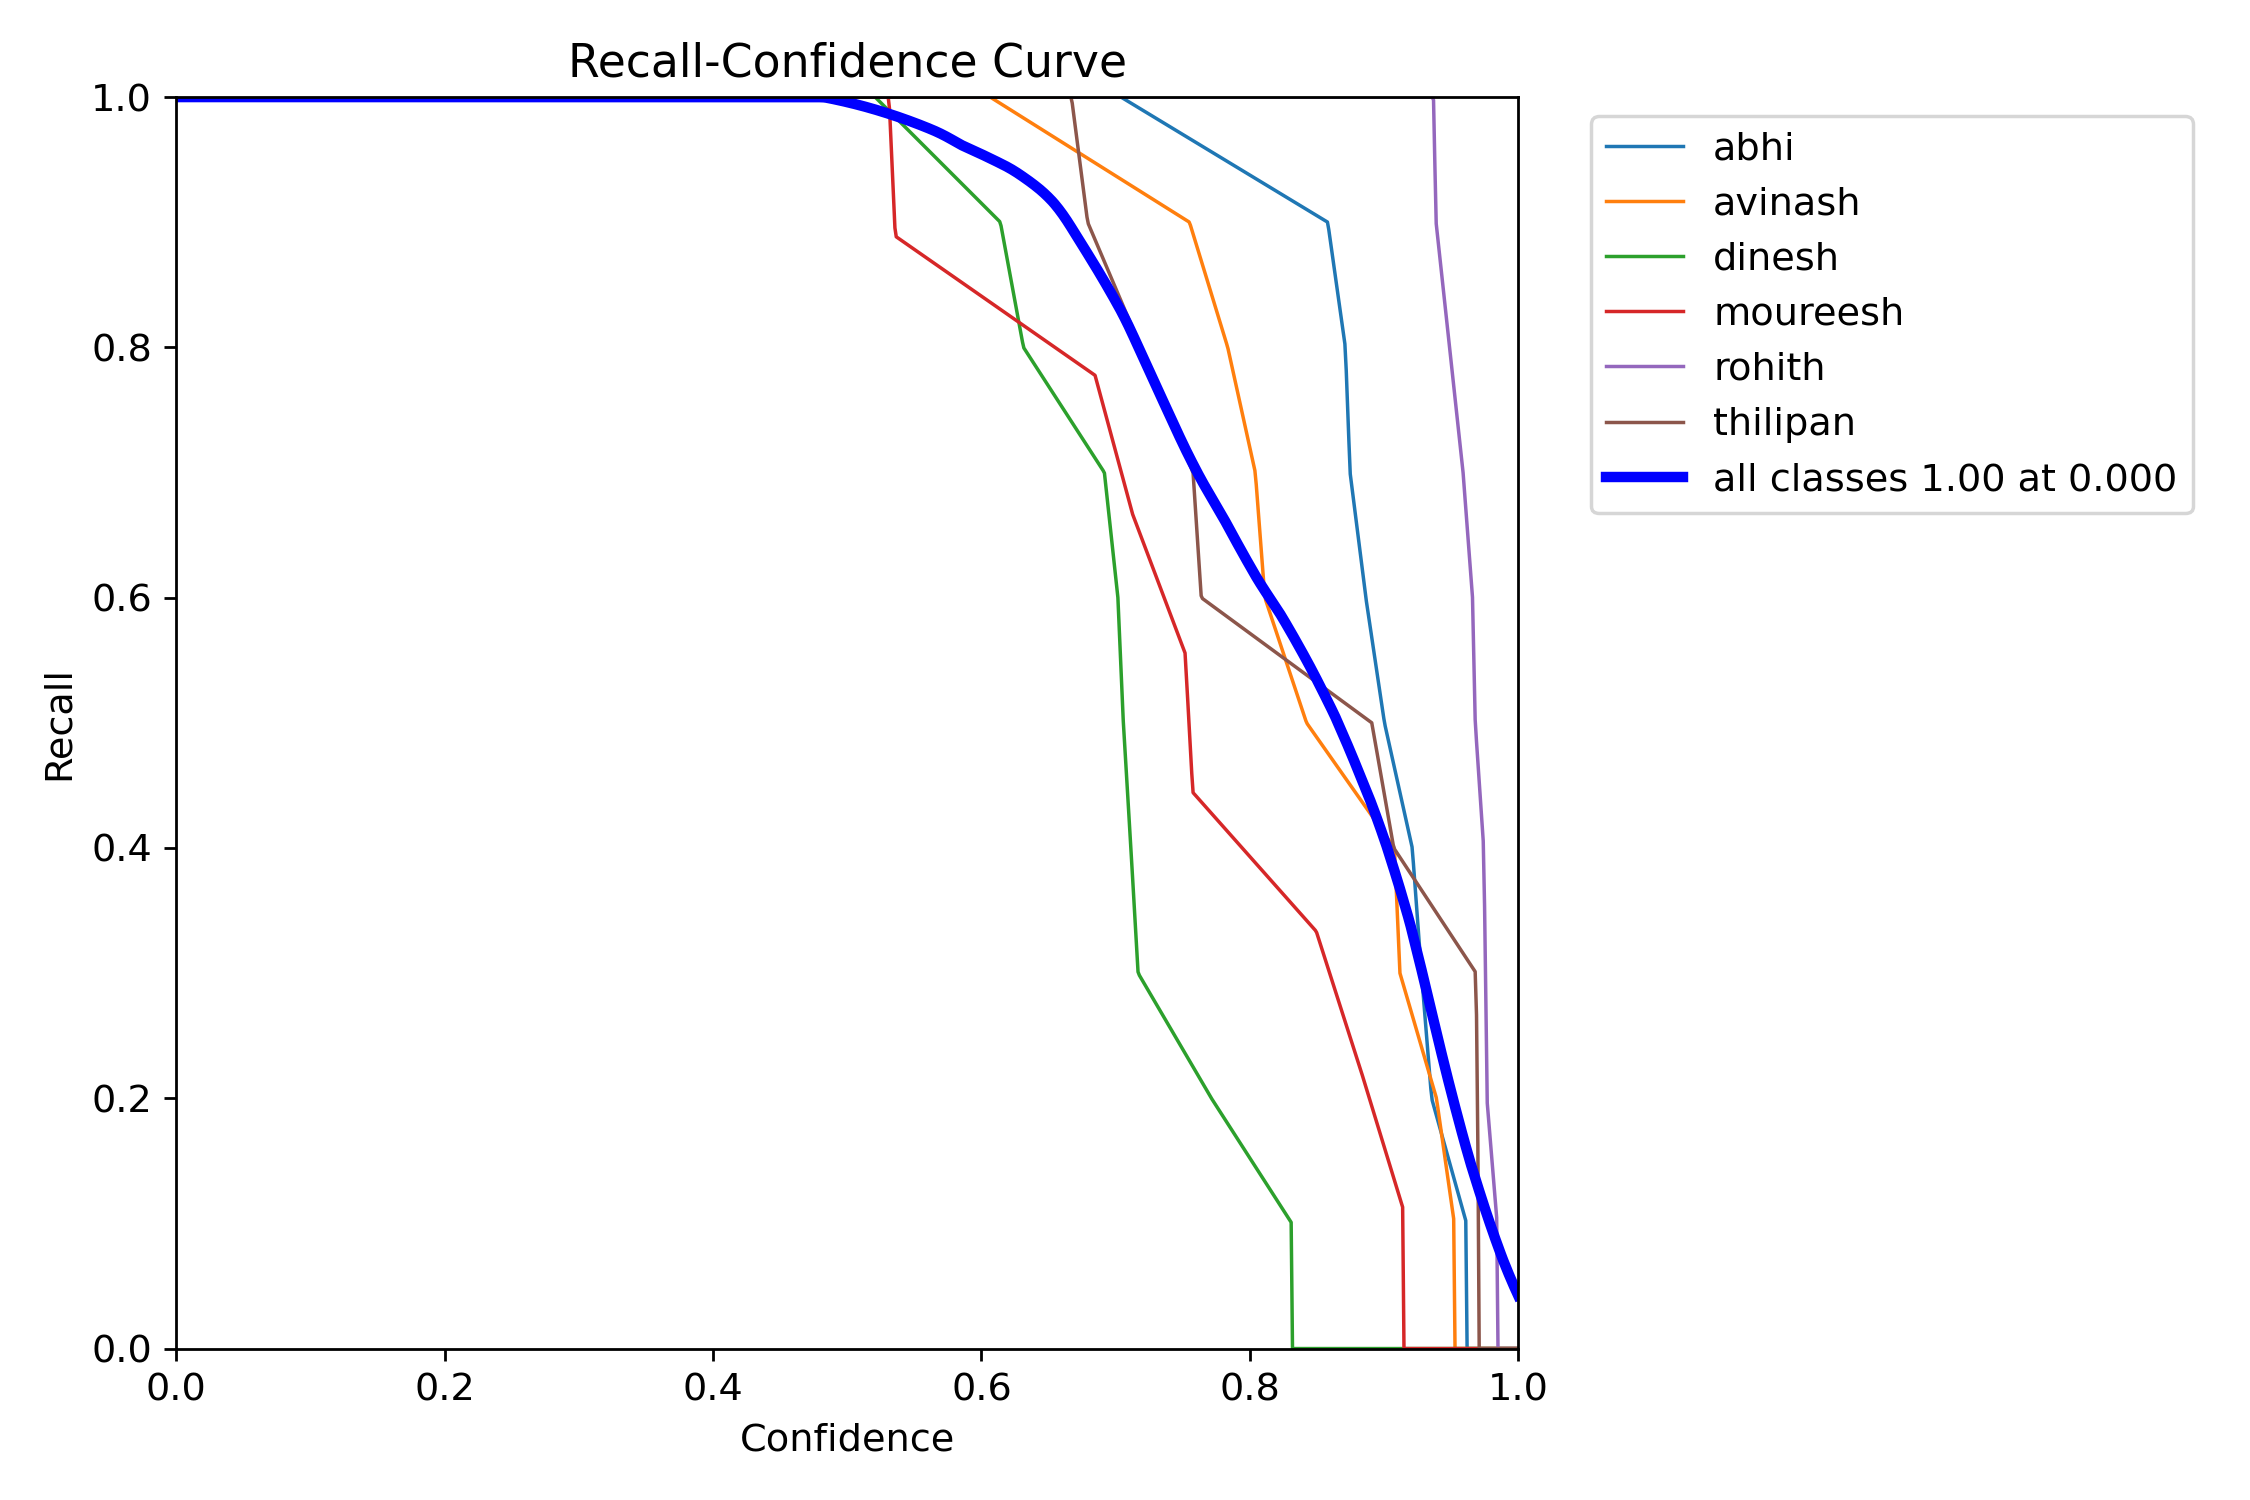 Recall-Confidence Curve
1.0
0.8
0.6
0.4
0.2
0.0
Recall
0.0 0.2 0.4 0.6 0.8 1.0
Confidence
abhi
avinash
dinesh
moureesh
rohith
thilipan
all classes 1.00 at 0.000